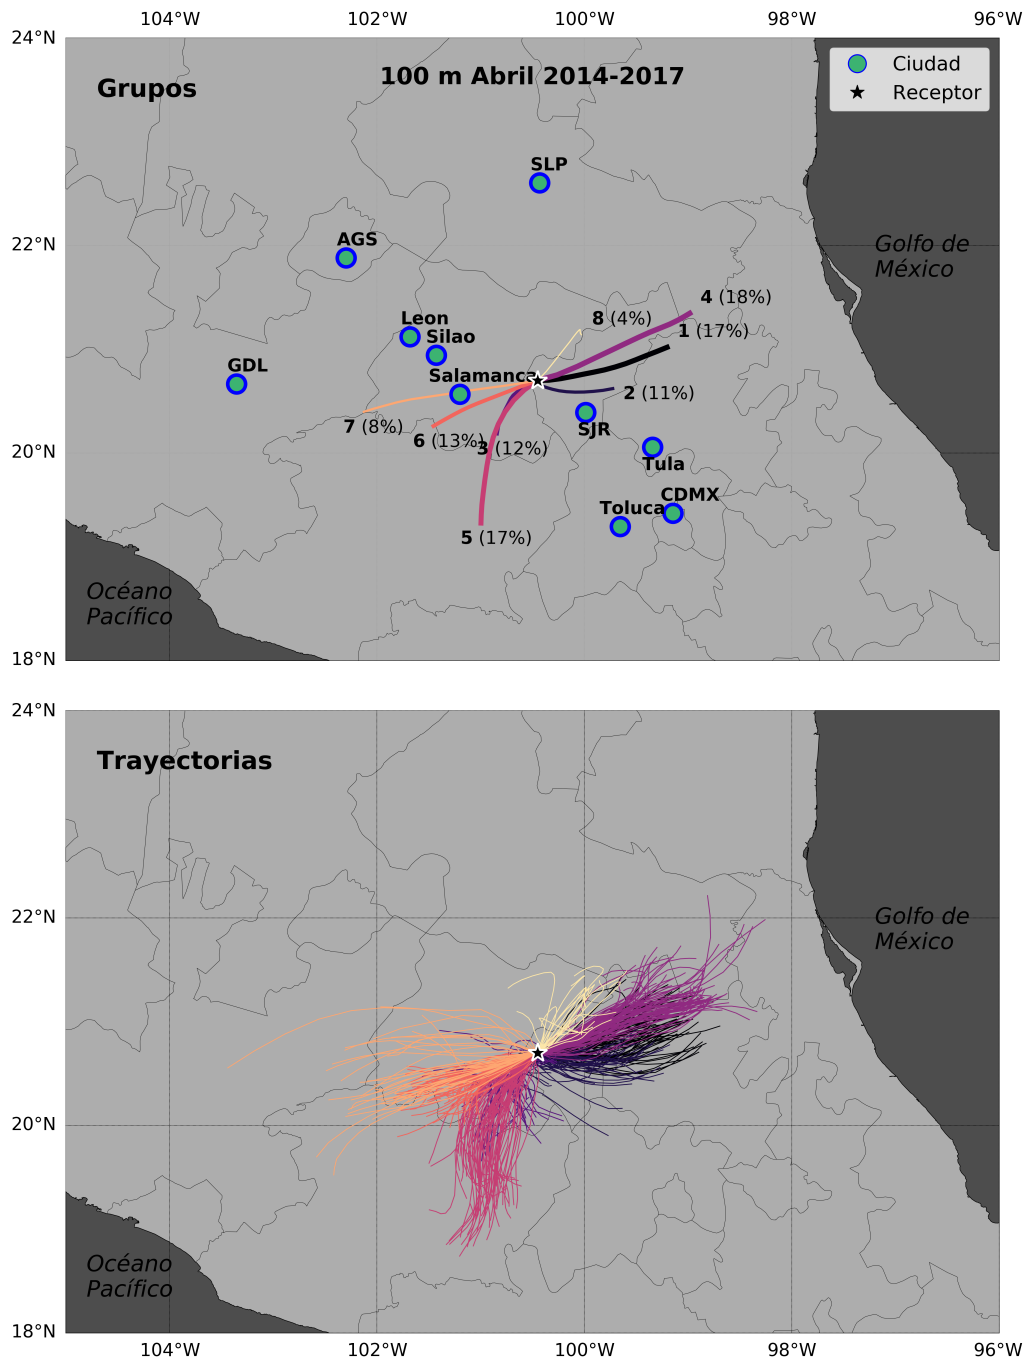 104°W 102°W 100°W 98°W 96°W
24°N
Grupos
100 m Abril 2014-2017
Ciudad
Receptor
SLP
22°N
AGS
Golfo de
México
4 (18%)
Leon
8 (4%)
1 (17%)
Silao
GDL
Salamanca
2 (11%)
7 (8%)
6 (13%)
3 (12%)
SJR
20°N
Tula
CDMX
Toluca
5 (17%)
Océano
Pacífico
18°N
24°N
Trayectorias
22°N
Golfo de
México
20°N
Océano
Pacífico
18°N
104°W 102°W 100°W 98°W 96°W